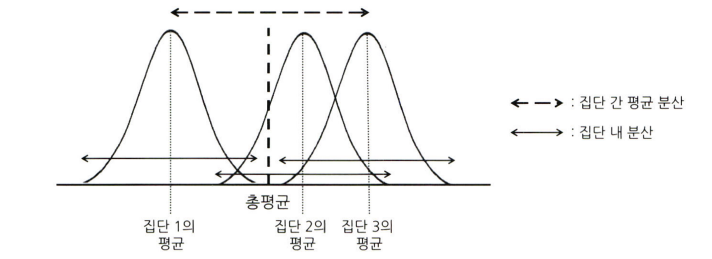 : 집단 간 평균 분산
: 집단 내 분산
총평균
집단 1의
평균
집단 2의
평균
집단 3의
평균